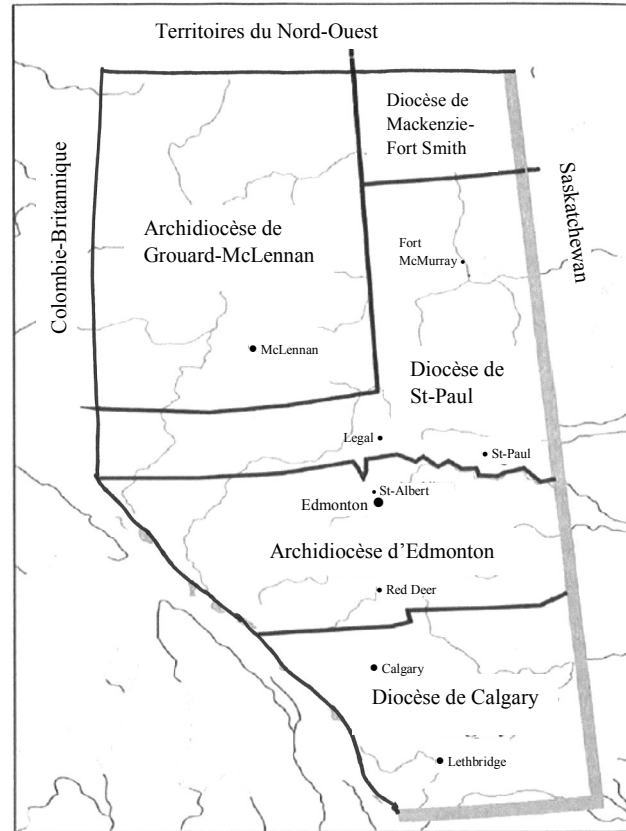 Territoires du Nord-Ouest
Diocèse de
Mackenzie-
Fort Smith
Colombie-Britannique
Saskatchewan
Archidiocèse de
Grouard-McLennan
Fort
McMurray
McLennan
Diocèse de
St-Paul
Legal
St-Paul
St-Albert
Edmonton
Archidiocèse d’Edmonton
Red Deer
Calgary
Diocèse de Calgary
Lethbridge